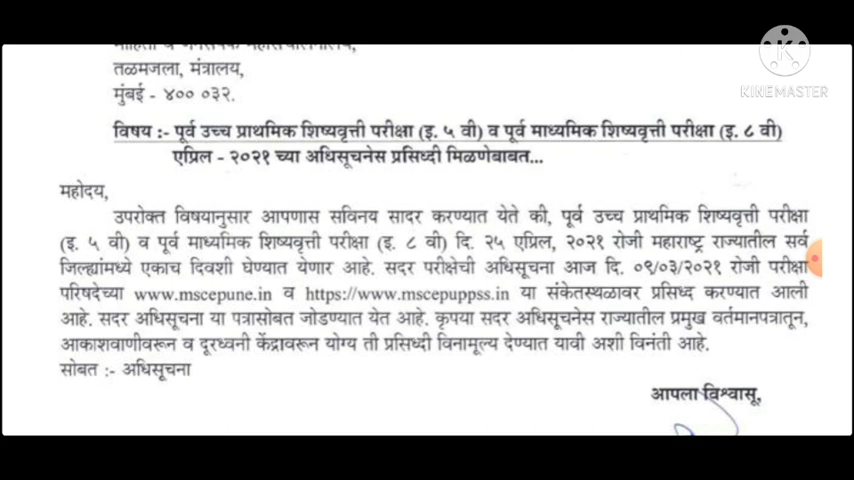 माहिती व जनसंपर्क महासंचालनालय,
तळमजला, मंत्रालय,
मुंबई - ४०० ०३२.
विषय :- पूर्व उच्च प्राथमिक शिष्यवृत्ती परीक्षा (इ. ५ वी) व पूर्व माध्यमिक शिष्यवृत्ती परीक्षा (इ. ८ वी)
एप्रिल - २०२१ च्या अधिसूचनेस प्रसिध्दी मिळणेबाबत...
महोदय,
उपरोक्त विषयानुसार आपणास सविनय सादर करण्यात येते की, पूर्व उच्च प्राथमिक शिष्यवृत्ती परीक्षा
(इ. ५ वी) व पूर्व माध्यमिक शिष्यवृत्ती परीक्षा (इ. ८ वी) दि. २५ एप्रिल, २०२१ रोजी महाराष्ट्र राज्यातील सर्व
जिल्ह्यांमध्ये एकाच दिवशी घेण्यात येणार आहे. सदर परीक्षेची अधिसूचना आज दि. ०९/०३/२०२१ रोजी परीक्षा
परिषदेच्या www.mscepune.in व https://www.mscepuppss.in या संकेतस्थळावर प्रसिध्द करण्यात आली
आहे. सदर अधिसूचना या पत्रासोबत जोडण्यात येत आहे. कृपया सदर अधिसूचनेस राज्यातील प्रमुख वर्तमानपत्रातून,
आकाशवाणीवरून व दूरध्वनी केंद्रावरून योग्य ती प्रसिध्दी विनामूल्य देण्यात यावी अशी विनंती आहे.
सोबत :- अधिसूचना
आपला विश्वासू,
K
KINEMASTER